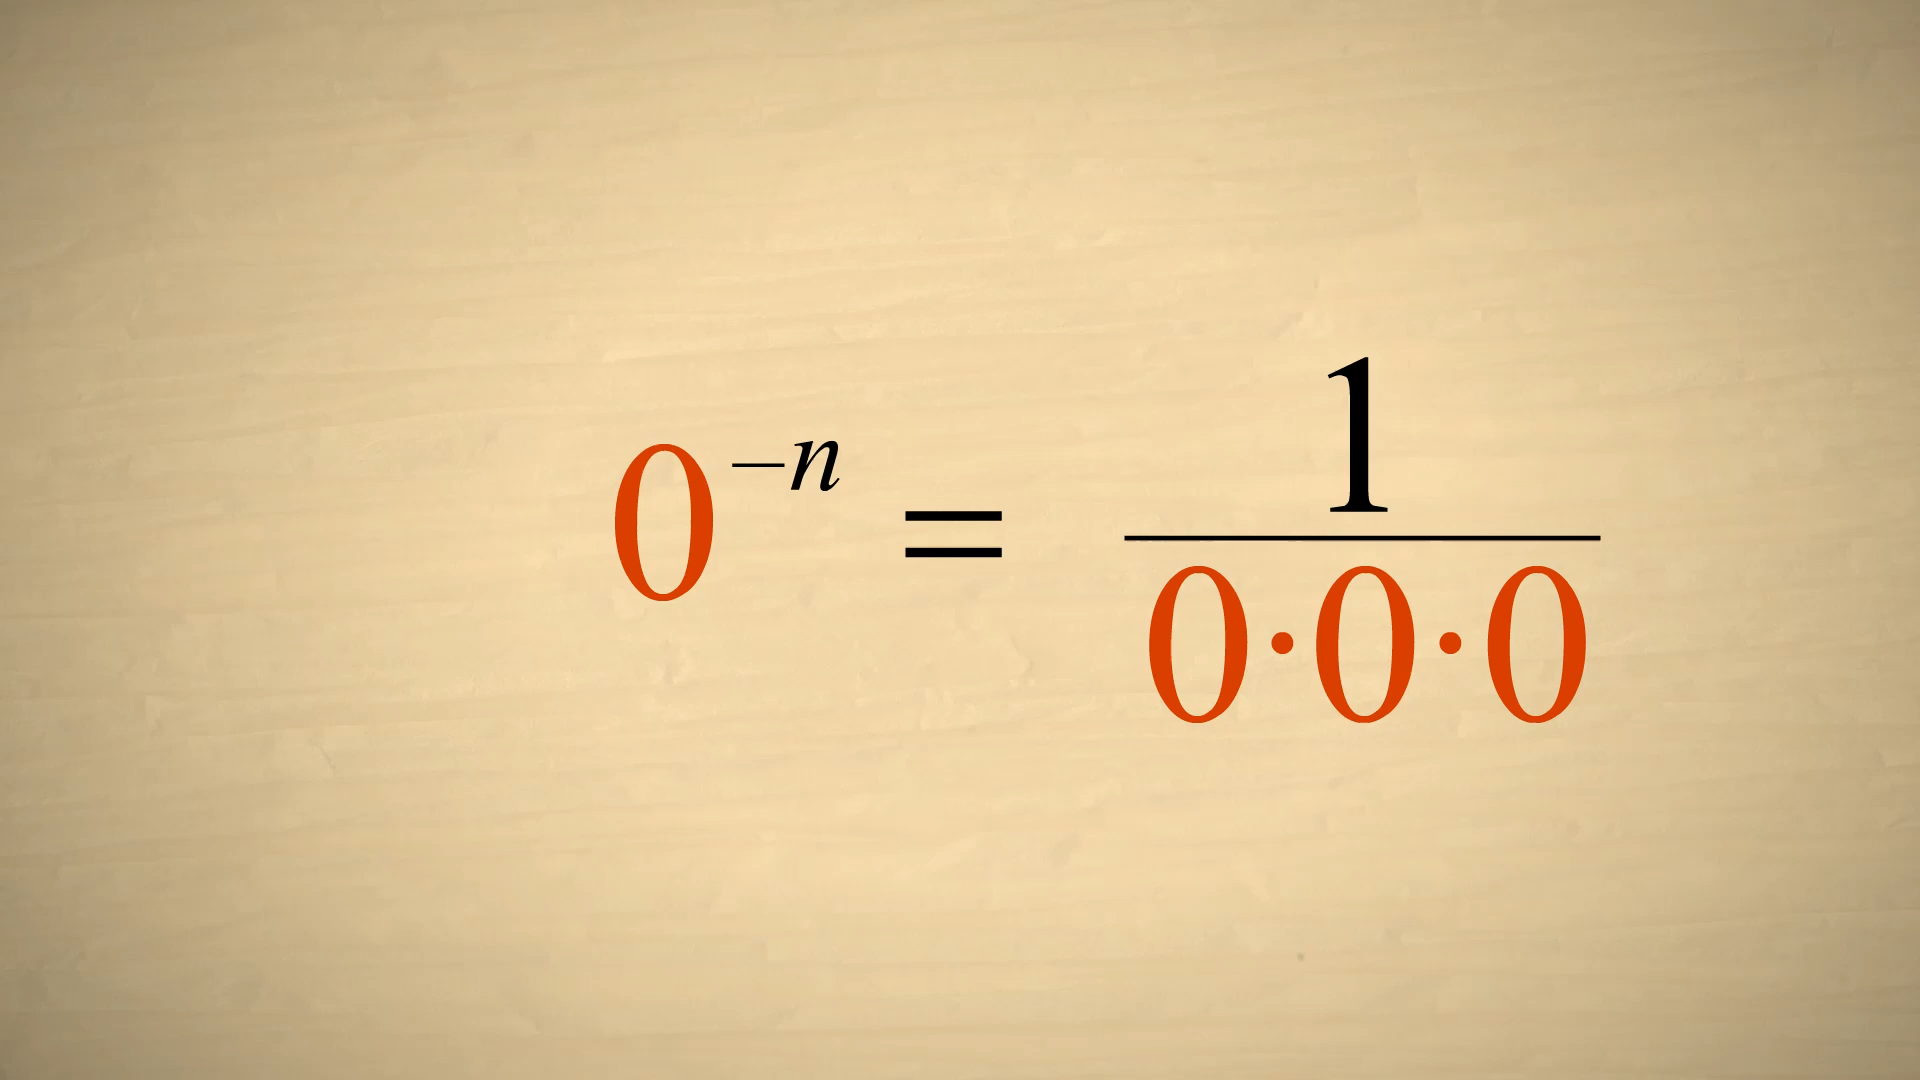 0⁻ⁿ = 1/(0·0·0)